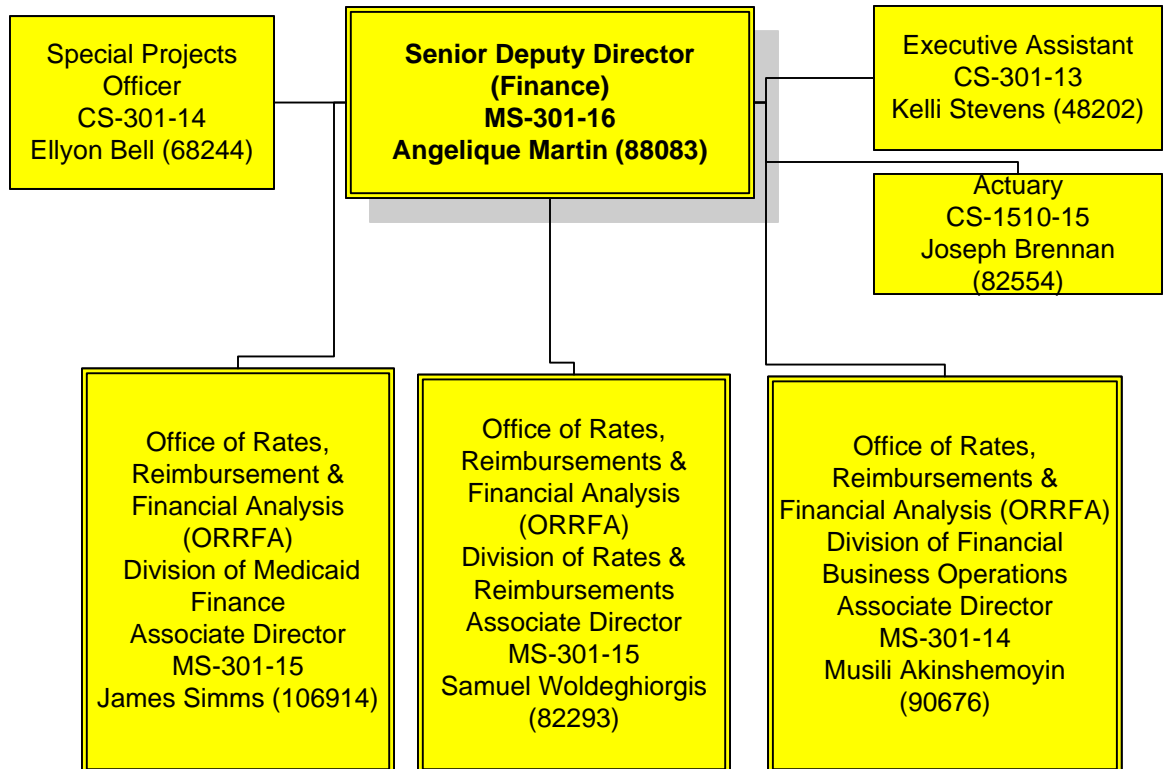 Special Projects
Officer
CS-301-14
Ellyon Bell (68244)
Senior Deputy Director
(Finance)
MS-301-16
Angelique Martin (88083)
Executive Assistant
CS-301-13
Kelli Stevens (48202)
Actuary
CS-1510-15
Joseph Brennan
(82554)
Office of Rates,
Reimbursement &
Financial Analysis
(ORRFA)
Division of Medicaid
Finance
Associate Director
MS-301-15
James Simms (106914)
Office of Rates,
Reimbursements &
Financial Analysis
(ORRFA)
Division of Rates &
Reimbursements
Associate Director
MS-301-15
Samuel Woldeghiorgis
(82293)
Office of Rates,
Reimbursements &
Financial Analysis (ORRFA)
Division of Financial
Business Operations
Associate Director
MS-301-14
Musili Akinshemoyin
(90676)